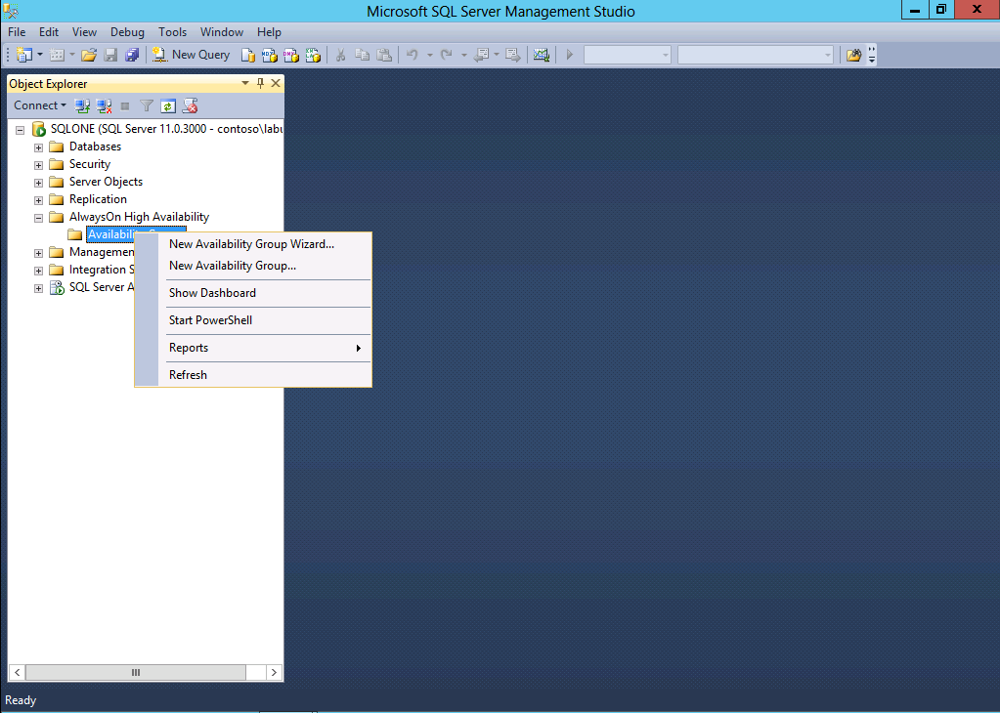 Microsoft SQL Server Management Studio
File Edit View Debug Tools Window Help
New Query
Object Explorer
Connect
SQLONE (SQL Server 11.0.3000 - contoso\labu
Databases
Security
Server Objects
Replication
AlwaysOn High Availability
New Availability Group Wizard...
New Availability Group...
Show Dashboard
Start PowerShell
Reports
Refresh
Managemen
Integration S
SQL Server A
Ready